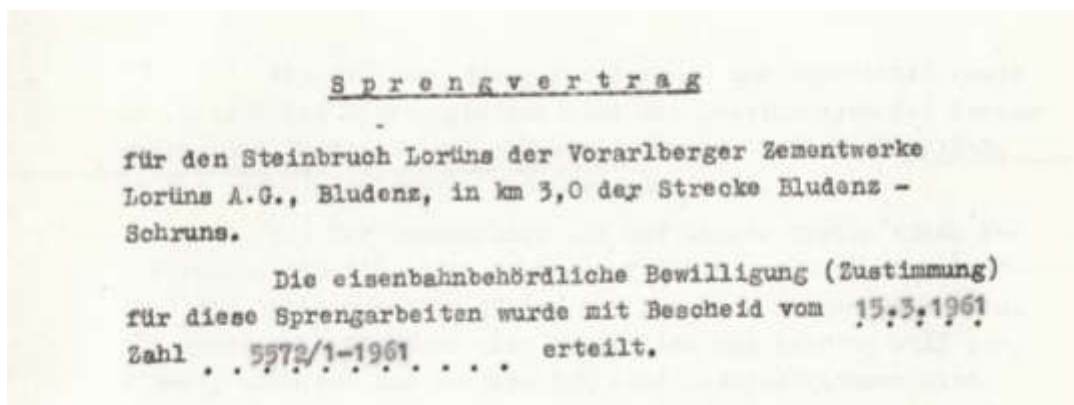 Sprengvertrag
für den Steinbruch Lorüns der Vorarlberger Zementwerke
Lorüns A.G., Bludenz, in km 3,0 der Strecke Bludenz -
Schruns.
Die eisenbahnbehördliche Bewilligung (Zustimmung)
für diese Sprengarbeiten wurde mit Bescheid vom 15.3.1961
Zahl 5572/1-1961 erteilt.